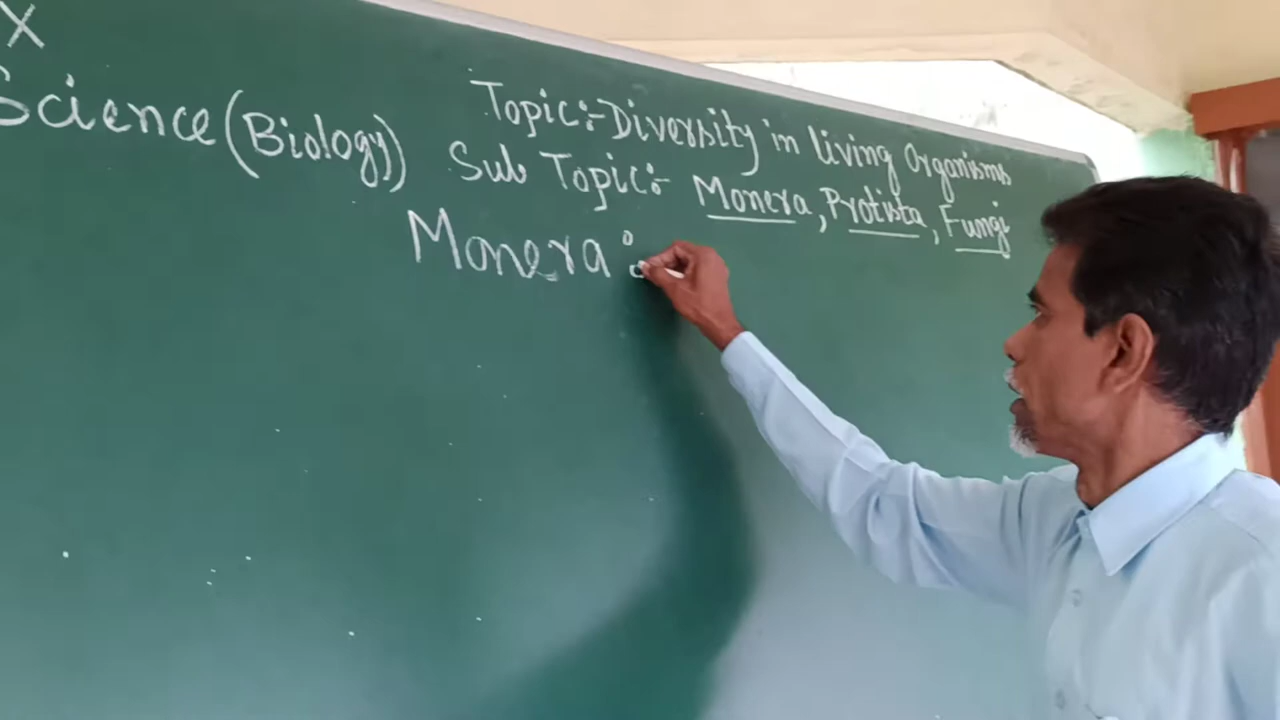 X
Science (Biology)
Topic:- Diversity in living Organisms
Sub Topic:- Monera, Protista, Fungi
Monera: